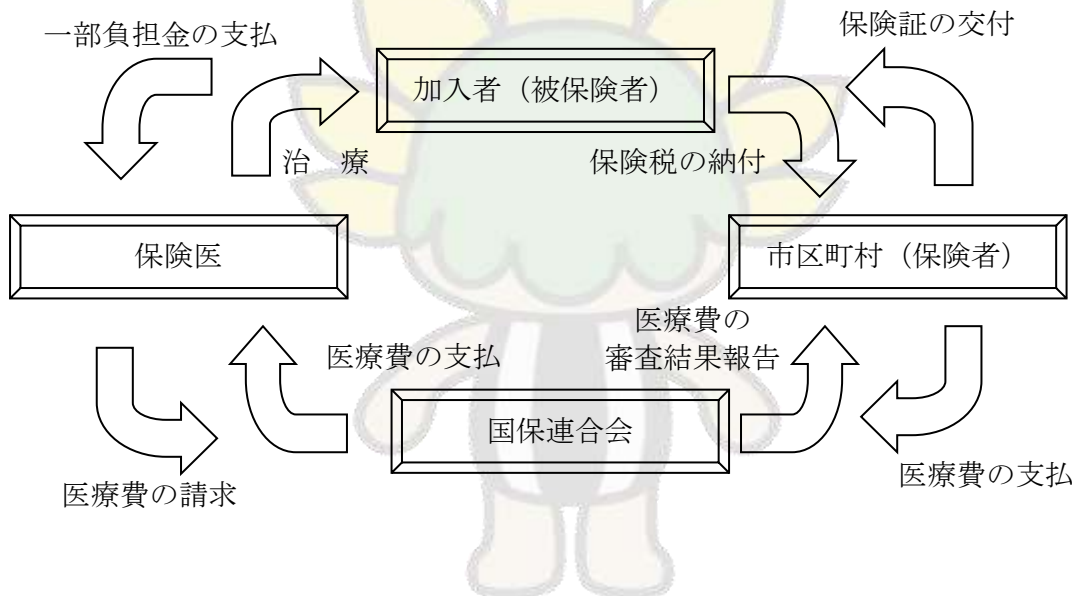 一部負担金の支払
保険証の交付
加入者（被保険者）
治　療
保険税の納付
保険医
市区町村（保険者）
医療費の支払
医療費の
審査結果報告
国保連合会
医療費の請求
医療費の支払